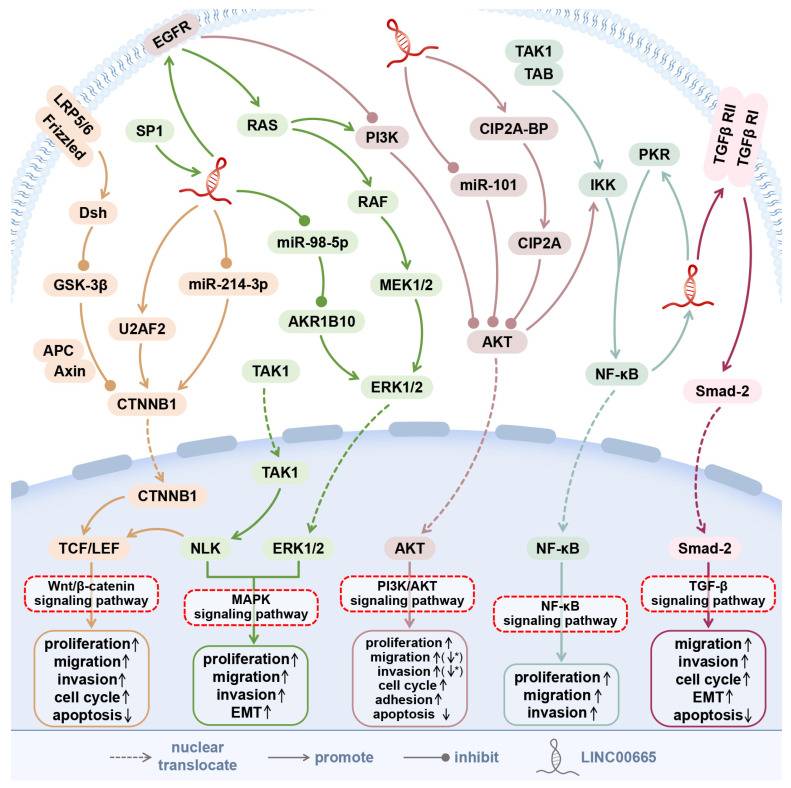 EGFR
LRP5/6
Frizzled
SP1
RAS
PI3K
TAK1
TAB
CIP2A-BP
PKR
TGFβ RII
TGFβ RI
miR-101
IKK
Dsh
RAF
miR-98-5p
CIP2A
GSK-3β
miR-214-3p
MEK1/2
U2AF2
AKR1B10
AKT
APC
Axin
TAK1
ERK1/2
NF-κB
Smad-2
CTNNB1
TAK1
CTNNB1
TCF/LEF
NLK
ERK1/2
AKT
NF-κB
Smad-2
Wnt/β-catenin
signaling pathway
MAPK
signaling pathway
PI3K/AKT
signaling pathway
NF-κB
signaling pathway
TGF-β
signaling pathway
proliferation↑
migration↑
invasion↑
cell cycle↑
apoptosis↓
proliferation↑
migration↑
invasion↑
EMT↑
proliferation↑
migration↑(↓*)
invasion↑(↓*)
cell cycle↑
adhesion↑
apoptosis ↓
proliferation↑
migration↑
invasion↑
migration↑
invasion↑
cell cycle↑
EMT↑
apoptosis↓
nuclear
translocate
promote
inhibit
LINC00665